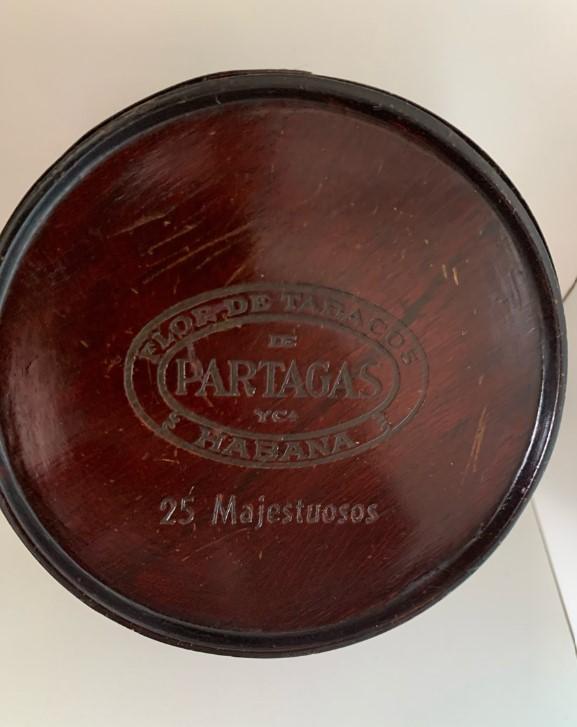 FLOR DE TABACOS
DE
PARTAGAS
Y Cª
HABANA
25 Majestuosos